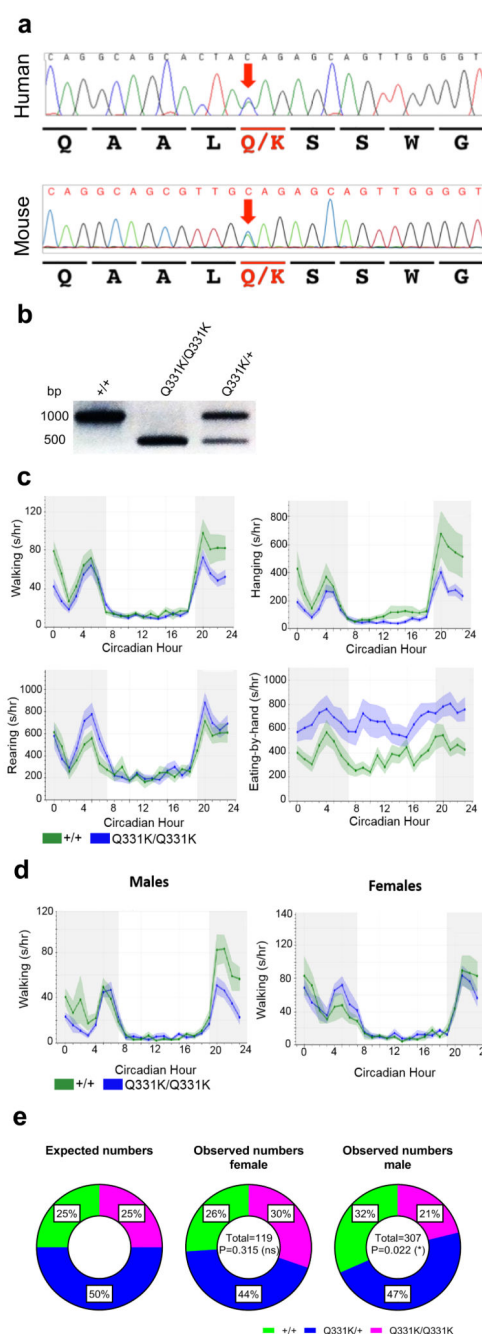 a
Human
C A G G C A G C A C T A C A G A G C A G T T G G G G T
Q A A L Q/K S S W G
Mouse
C A G G C A G C G T T G C A G A G C A G T T G G G G T
Q A A L Q/K S S W G
b
bp +/+ Q331K/Q331K Q331K/+
1000
500
c
Walking (s/hr)
120
80
40
0
0 4 8 12 16 20 24
Circadian Hour
Hanging (s/hr)
1000
800
600
400
200
0
0 4 8 12 16 20 24
Circadian Hour
Rearing (s/hr)
1000
800
600
400
200
0
0 4 8 12 16 20 24
Circadian Hour
Eating-by-hand (s/hr)
1000
800
600
400
200
0
0 4 8 12 16 20 24
Circadian Hour
+/+ Q331K/Q331K
d
Males
Walking (s/hr)
120
80
40
0
0 4 8 12 16 20 24
Circadian Hour
Females
Walking (s/hr)
140
120
80
40
0
0 4 8 12 16 20 24
Circadian Hour
+/+ Q331K/Q331K
e
Expected numbers
25% 25%
50%
Observed numbers
female
26% 30%
Total=119
P=0.315 (ns)
44%
Observed numbers
male
32% 21%
Total=307
P=0.022 (*)
47%
+/+ Q331K/+ Q331K/Q331K